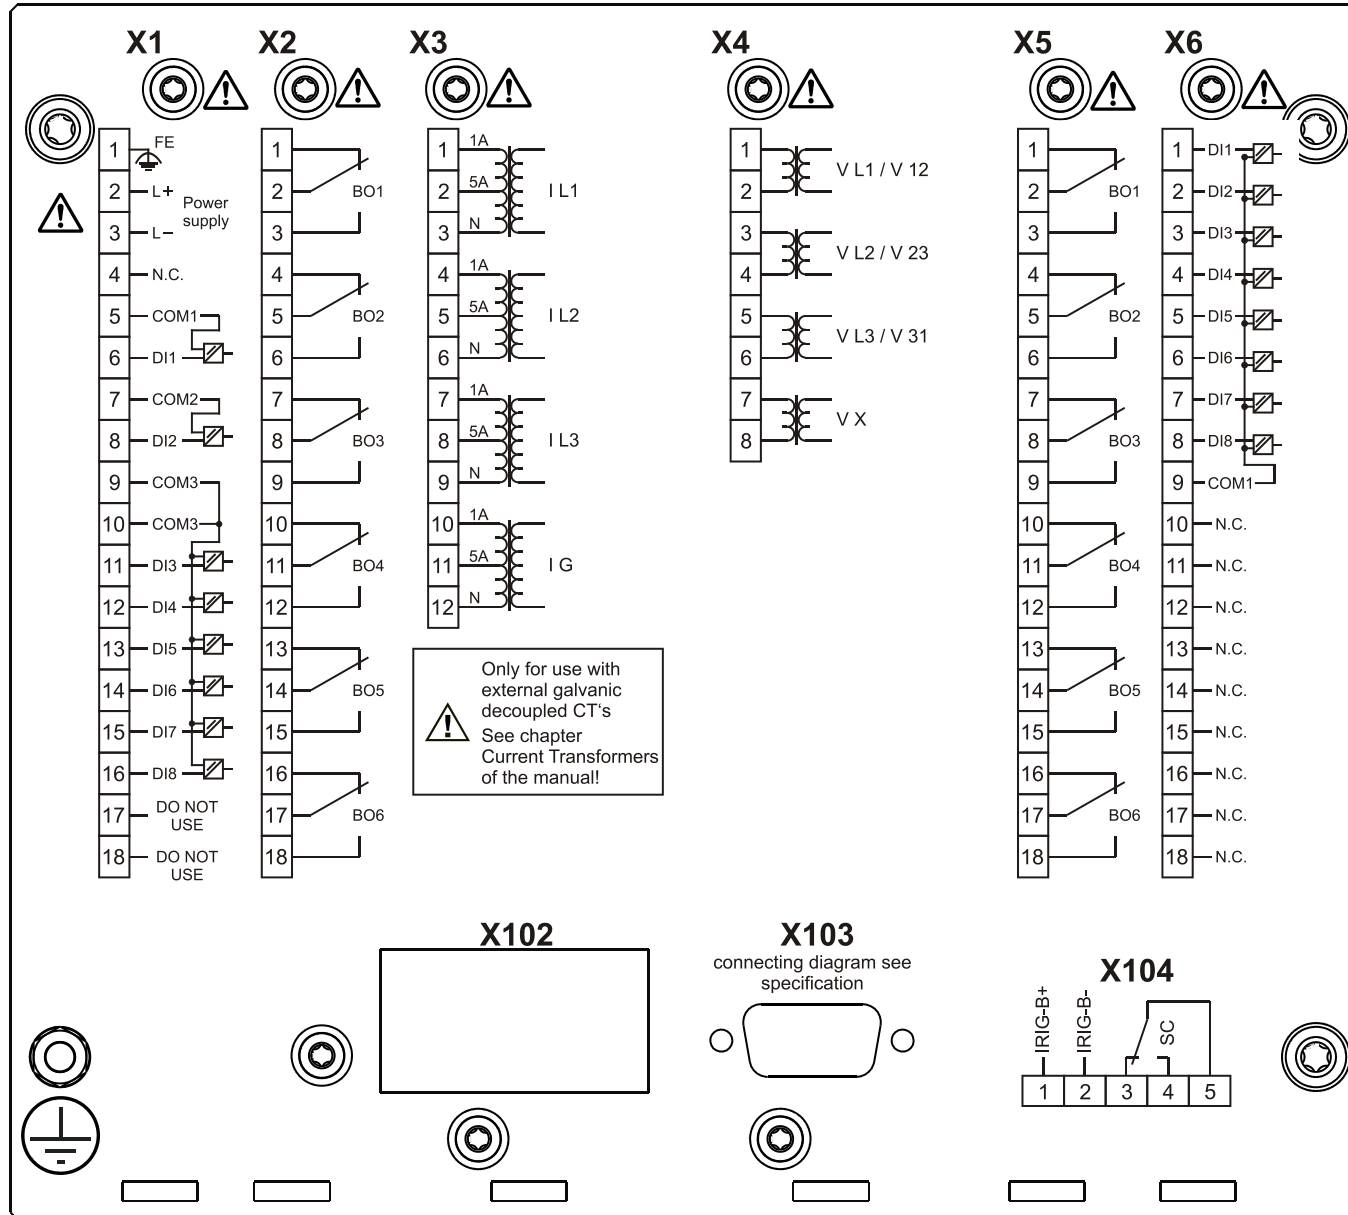 X1
X2
X3
X4
X5
X6
1 FE
2 L+
Power
supply
3 L–
4 N.C.
5 COM1
6 DI1
7 COM2
8 DI2
9 COM3
10 COM3
11 DI3
12 DI4
13 DI5
14 DI6
15 DI7
16 DI8
17 DO NOT
USE
18 DO NOT
USE
1
2 BO1
3
4
5 BO2
6
7
8 BO3
9
10
11 BO4
12
13
14 BO5
15
16
17 BO6
18
1 1A
2 5A I L1
3 N
4 1A
5 5A I L2
6 N
7 1A
8 5A I L3
9 N
10 1A
11 5A I G
12 N
Only for use with
external galvanic
decoupled CT‘s
See chapter
Current Transformers
of the manual!
1
V L1 / V 12
2
3
V L2 / V 23
4
5
V L3 / V 31
6
7
V X
8
1
2 BO1
3
4
5 BO2
6
7
8 BO3
9
10
11 BO4
12
13
14 BO5
15
16
17 BO6
18
1 DI1
2 DI2
3 DI3
4 DI4
5 DI5
6 DI6
7 DI7
8 DI8
9 COM1
10 N.C.
11 N.C.
12 N.C.
13 N.C.
14 N.C.
15 N.C.
16 N.C.
17 N.C.
18 N.C.
X102
X103
connecting diagram see
specification
X104
IRIG-B+
IRIG-B-
SC
1 2 3 4 5